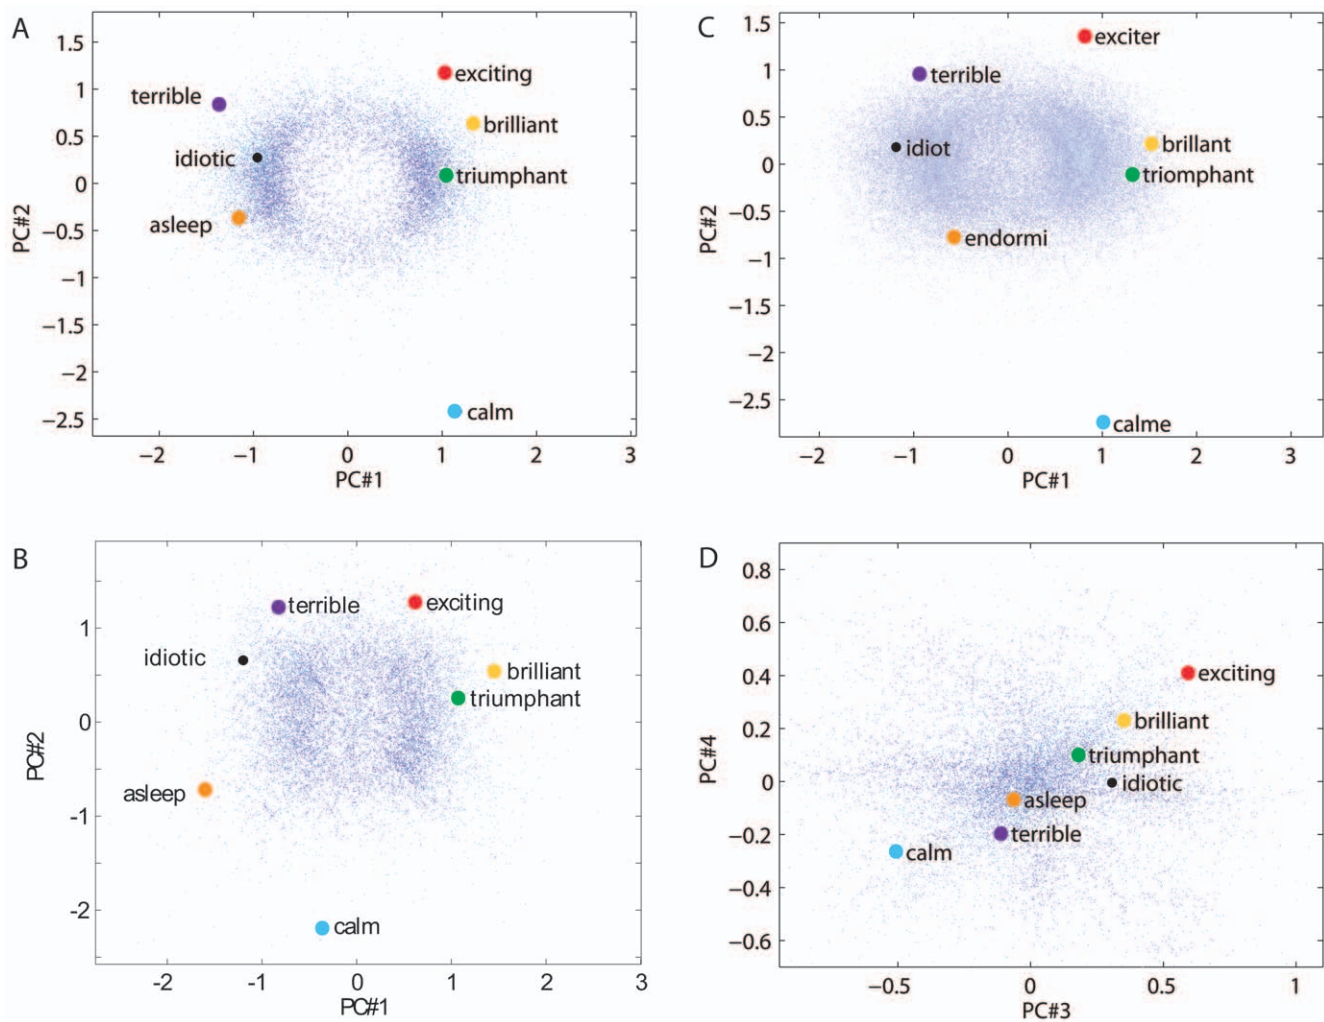 A
1.5
1
0.5
0
−0.5
−1
−1.5
−2
−2.5
PC#2
terrible
exciting
brilliant
idiotic
triumphant
asleep
calm
−2
−1
0
1
2
3
PC#1
C
1.5
1
0.5
0
−0.5
−1
−1.5
−2
−2.5
PC#2
exciter
terrible
brillant
idiot
triomphant
endormi
calme
−2
−1
0
1
2
3
PC#1
B
1
0
-1
-2
PC#2
terrible
exciting
idiotic
brilliant
triumphant
asleep
calm
-2
-1
0
1
2
3
PC#1
D
0.8
0.6
0.4
0.2
0
−0.2
−0.4
−0.6
PC#4
exciting
brilliant
triumphant
idiotic
asleep
terrible
calm
−0.5
0
0.5
1
PC#3